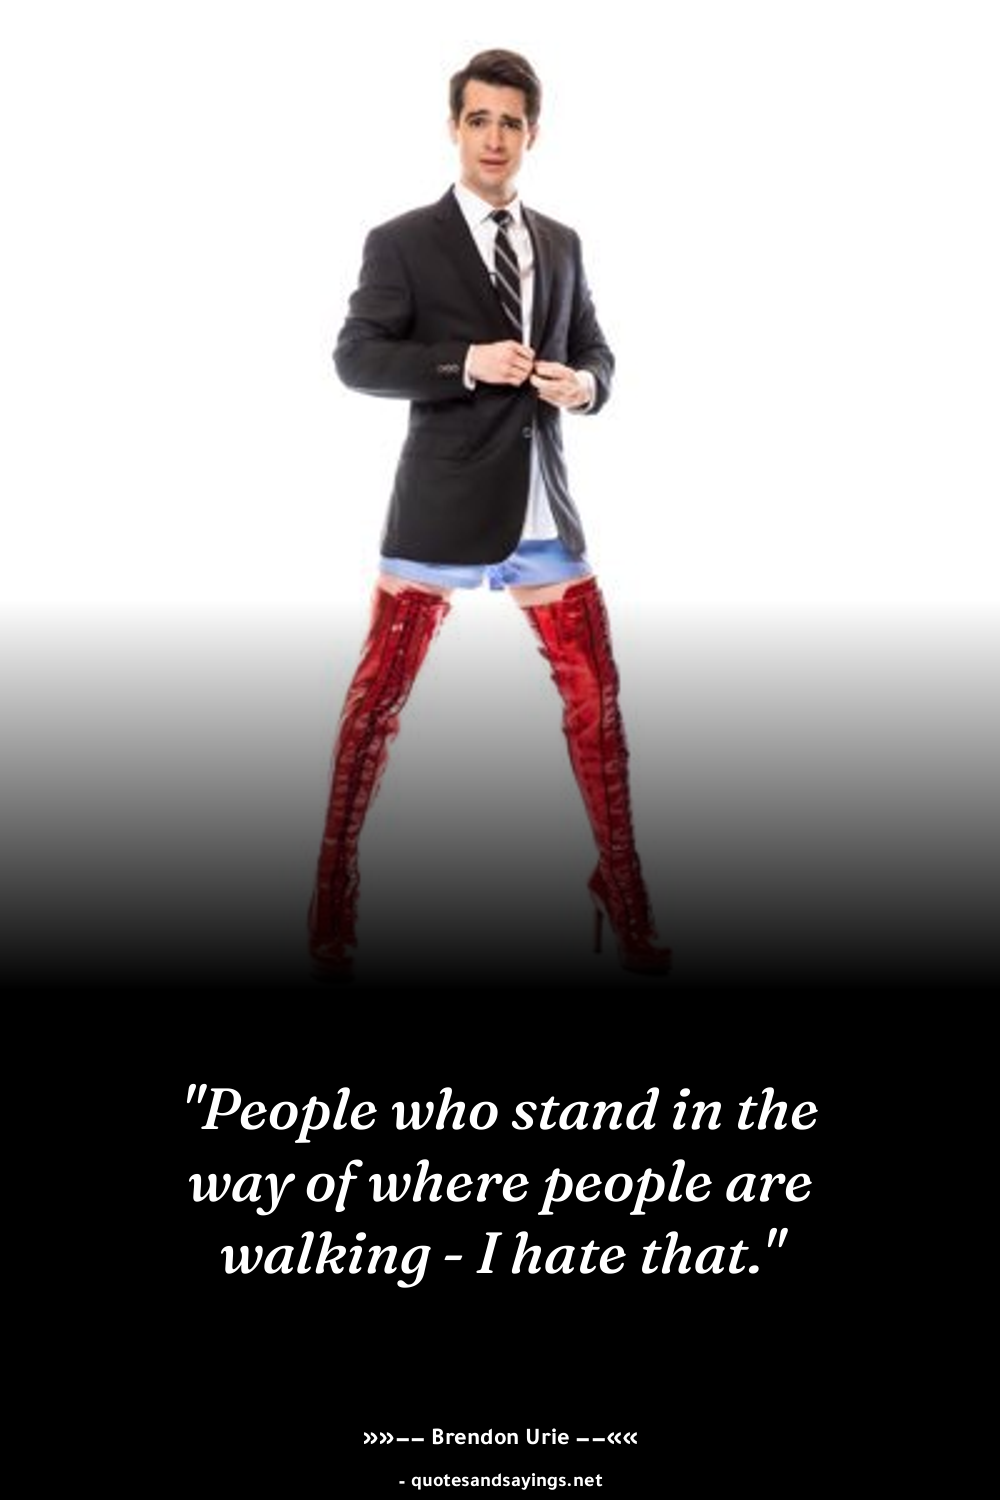 "People who stand in the
way of where people are
walking - I hate that."
»»–– Brendon Urie ––««
- quotesandsayings.net